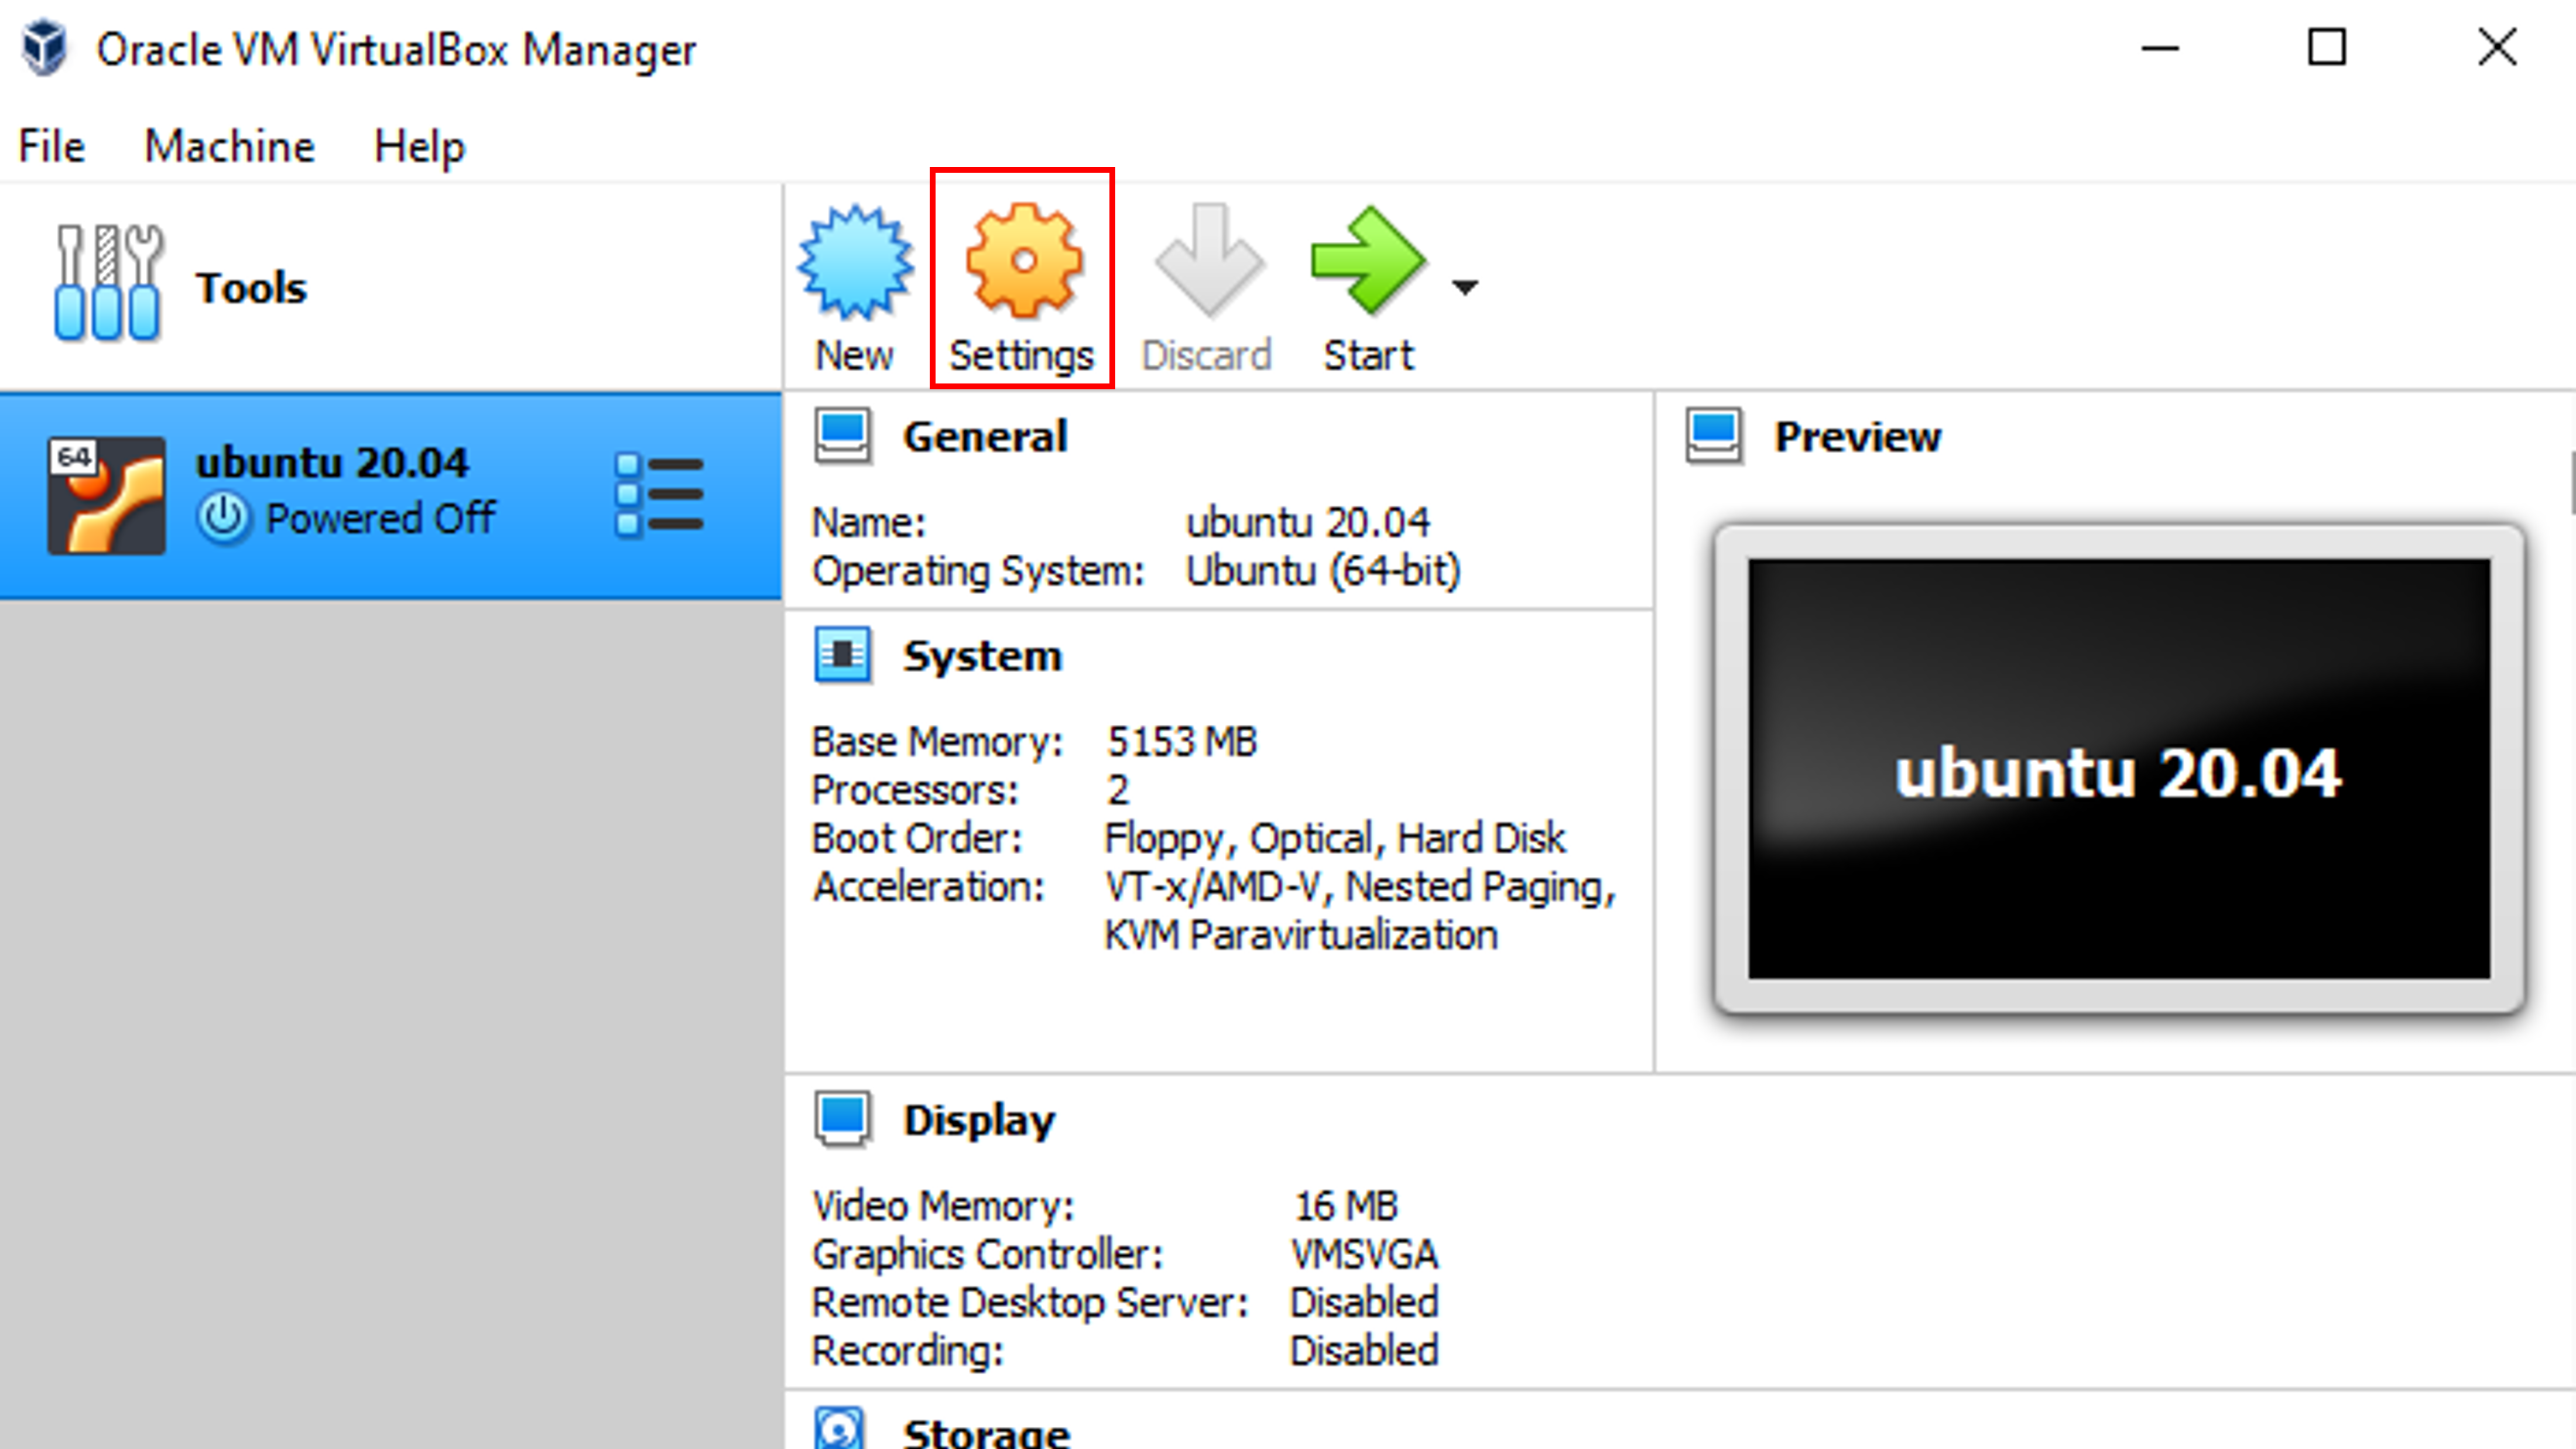 Oracle VM VirtualBox Manager
File Machine Help
Tools
New Settings Discard Start
64
ubuntu 20.04
Powered Off
General
Name: ubuntu 20.04
Operating System: Ubuntu (64-bit)
System
Base Memory: 5153 MB
Processors: 2
Boot Order: Floppy, Optical, Hard Disk
Acceleration: VT-x/AMD-V, Nested Paging,
KVM Paravirtualization
Preview
ubuntu 20.04
Display
Video Memory: 16 MB
Graphics Controller: VMSVGA
Remote Desktop Server: Disabled
Recording: Disabled
Storage